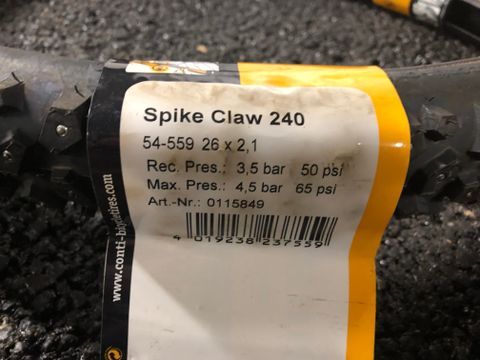 Spike Claw 240
54-559 26 x 2,1
Rec. Pres.: 3,5 bar 50 psi
Max. Pres.: 4,5 bar 65 psi
Art.-Nr.: 0115849
4 019238 237559
www.conti-bicycletires.com